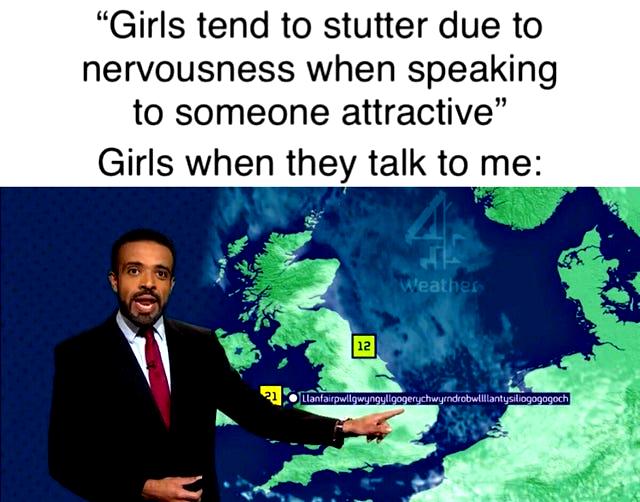 “Girls tend to stutter due to
nervousness when speaking
to someone attractive”
Girls when they talk to me:
4
Weather
12
21
Llanfairpwllgwyngyllgogerychwyrndrobwllllantysiliogogogoch